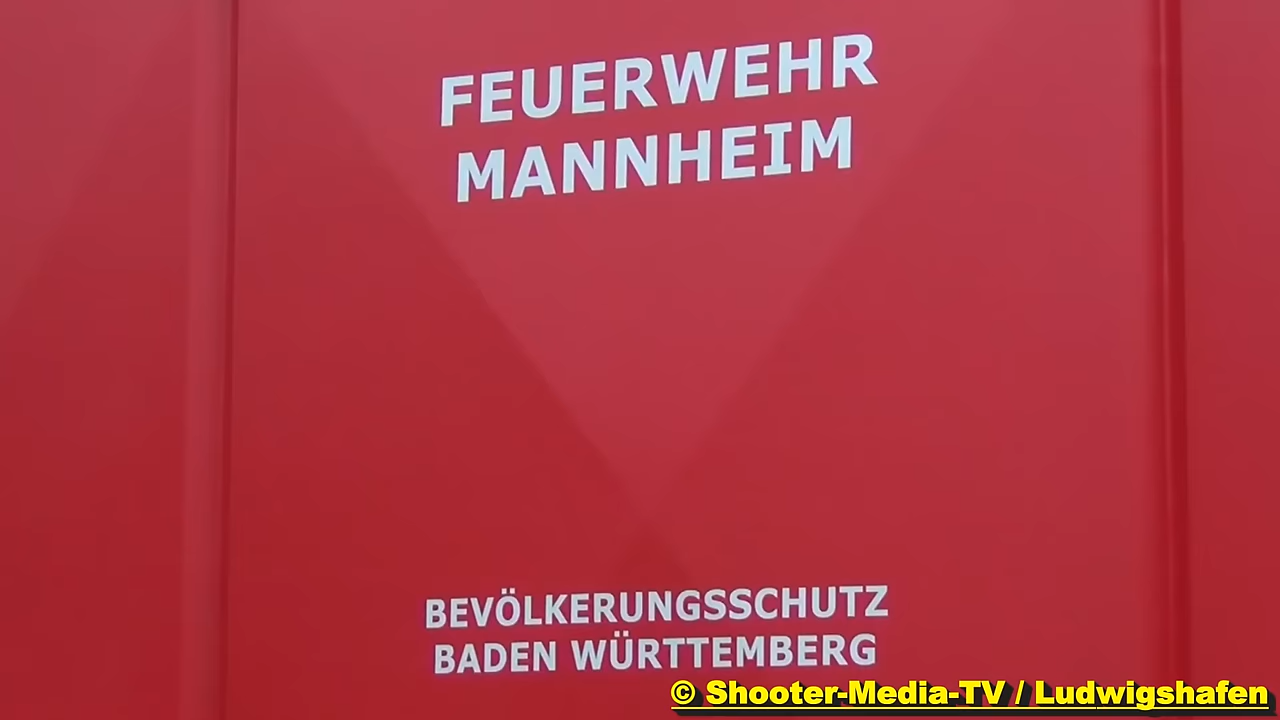 FEUERWEHR
MANNHEIM
BEVÖLKERUNGSSCHUTZ
BADEN WÜRTTEMBERG
© Shooter-Media-TV / Ludwigshafen